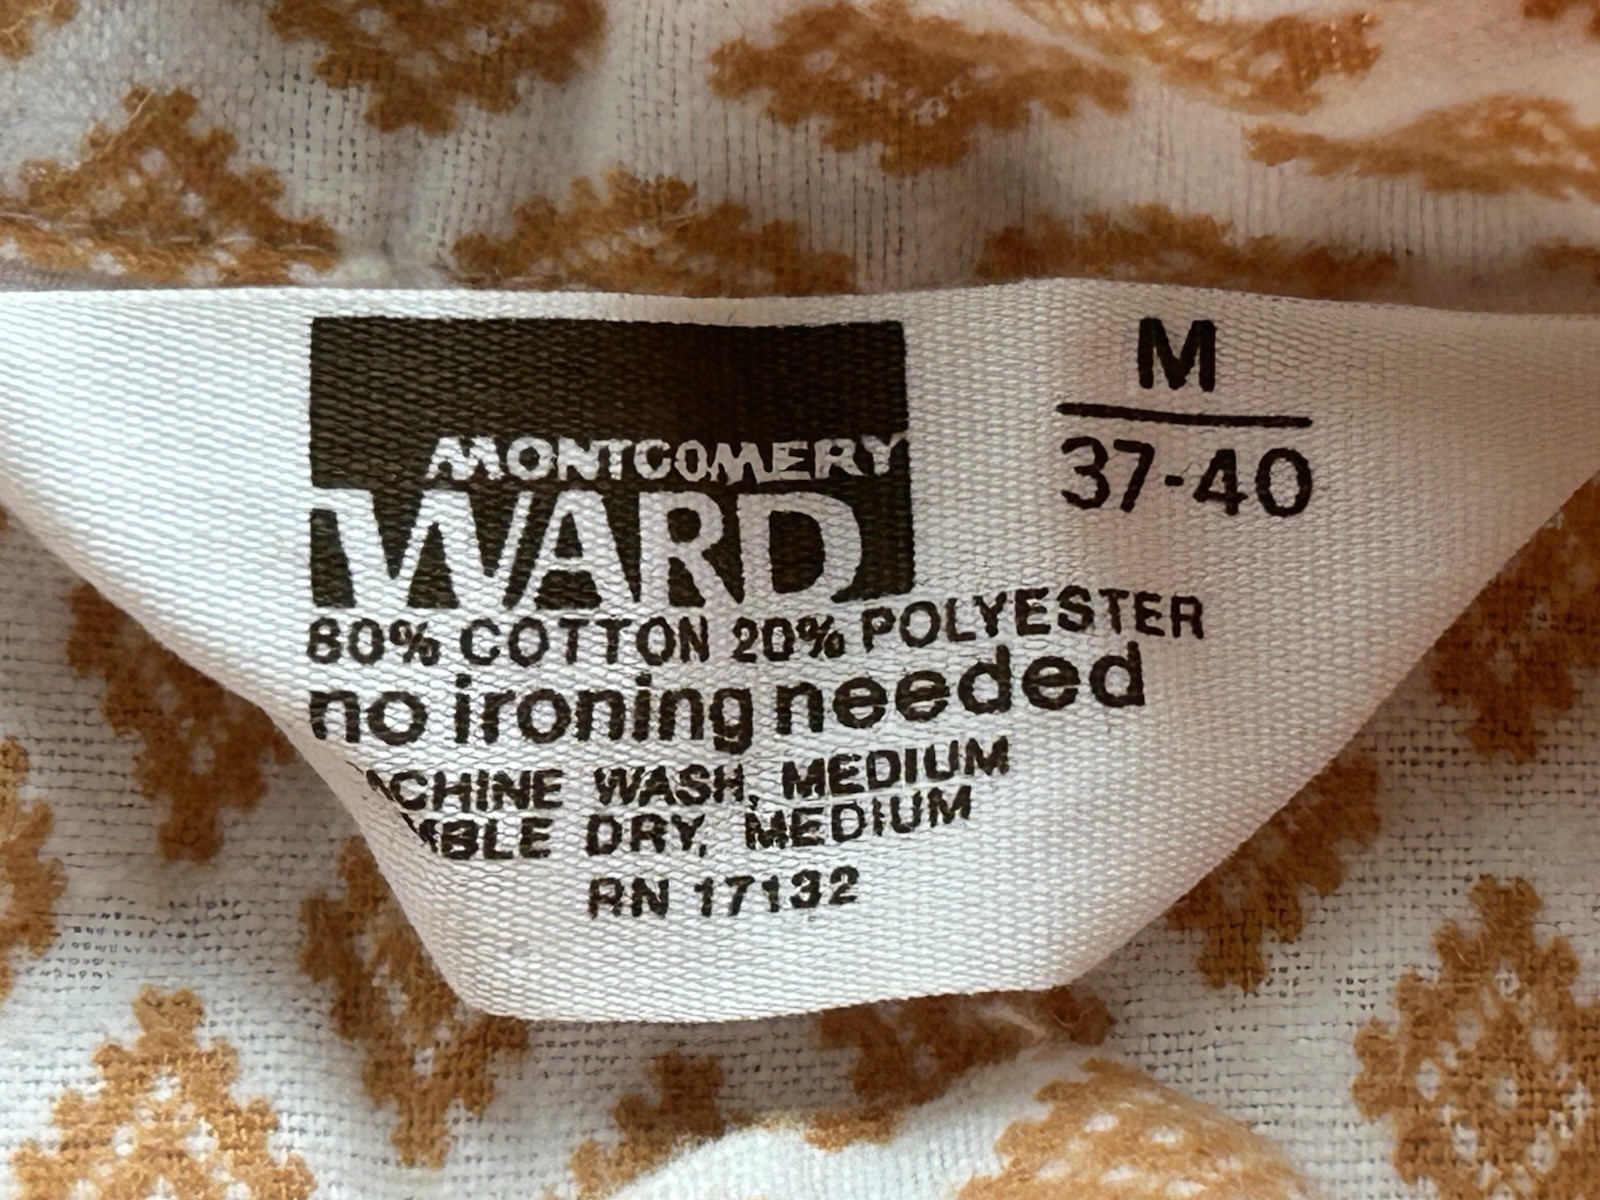 MONTGOMERY
WARD
M
37-40
80% COTTON 20% POLYESTER
no ironing needed
ACHINE WASH, MEDIUM
MBLE DRY, MEDIUM
RN 17132